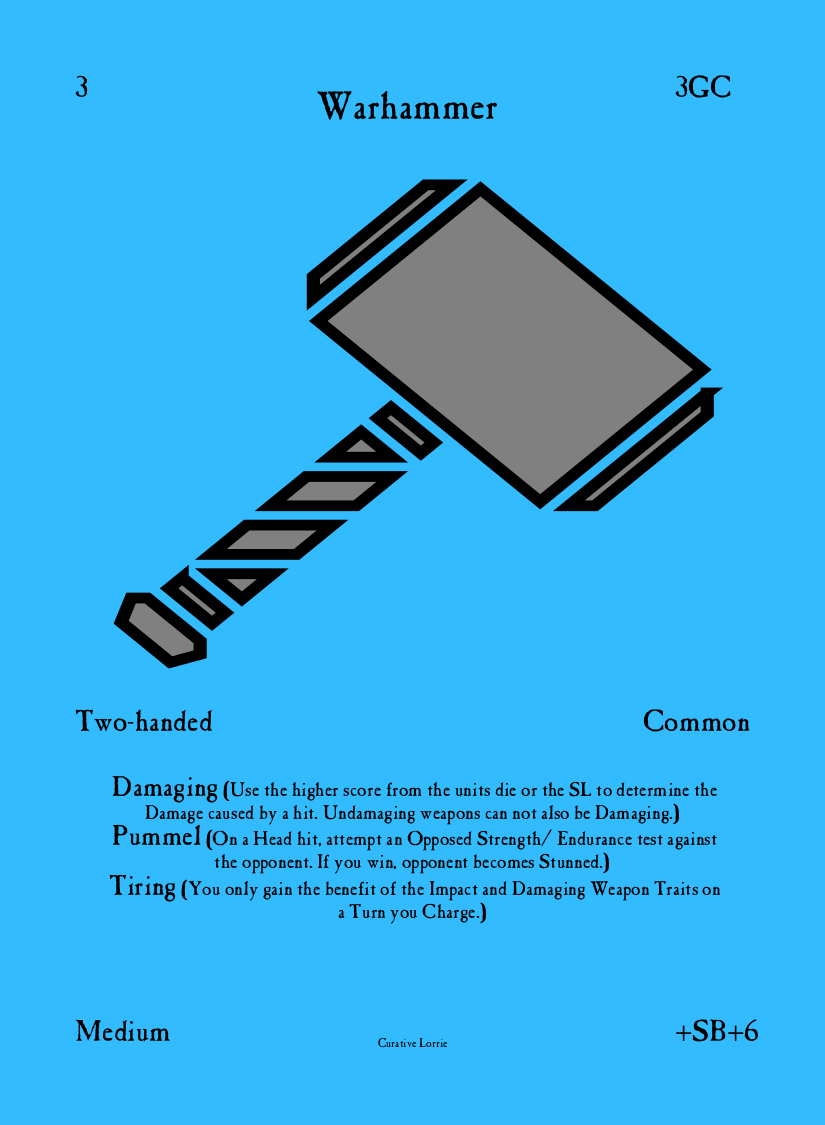 3
3GC
Warhammer
Two-handed
Common
Damaging (Use the higher score from the units die or the SL to determine the
Damage caused by a hit. Undamaging weapons can not also be Damaging.)
Pummel (On a Head hit, attempt an Opposed Strength/ Endurance test against
the opponent. If you win, opponent becomes Stunned.)
Tiring (You only gain the benefit of the Impact and Damaging Weapon Traits on
a Turn you Charge.)
Medium
Curative Lorrie
+SB+6